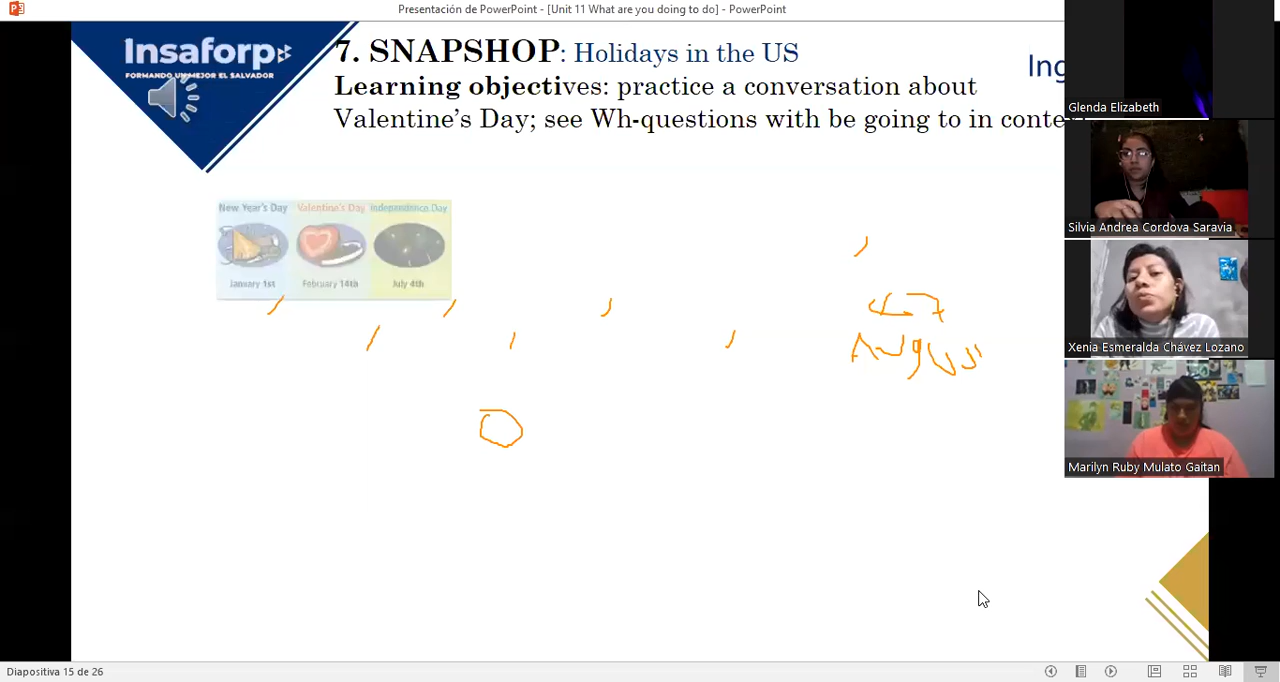 Presentación de PowerPoint - [Unit 11 What are you doing to do] - PowerPoint
Insaforp
FORMANDO UN MEJOR EL SALVADOR
7. SNAPSHOP: Holidays in the US
Ing
Learning objectives: practice a conversation about
Valentine's Day; see Wh-questions with be going to in context
New Year's Day Valentine's Day Independence Day
January 1st February 14th July 4th
Glenda Elizabeth
Silvia Andrea Cordova Saravia
Xenia Esmeralda Chávez Lozano
Marilyn Ruby Mulato Gaitan
Diapositiva 15 de 26